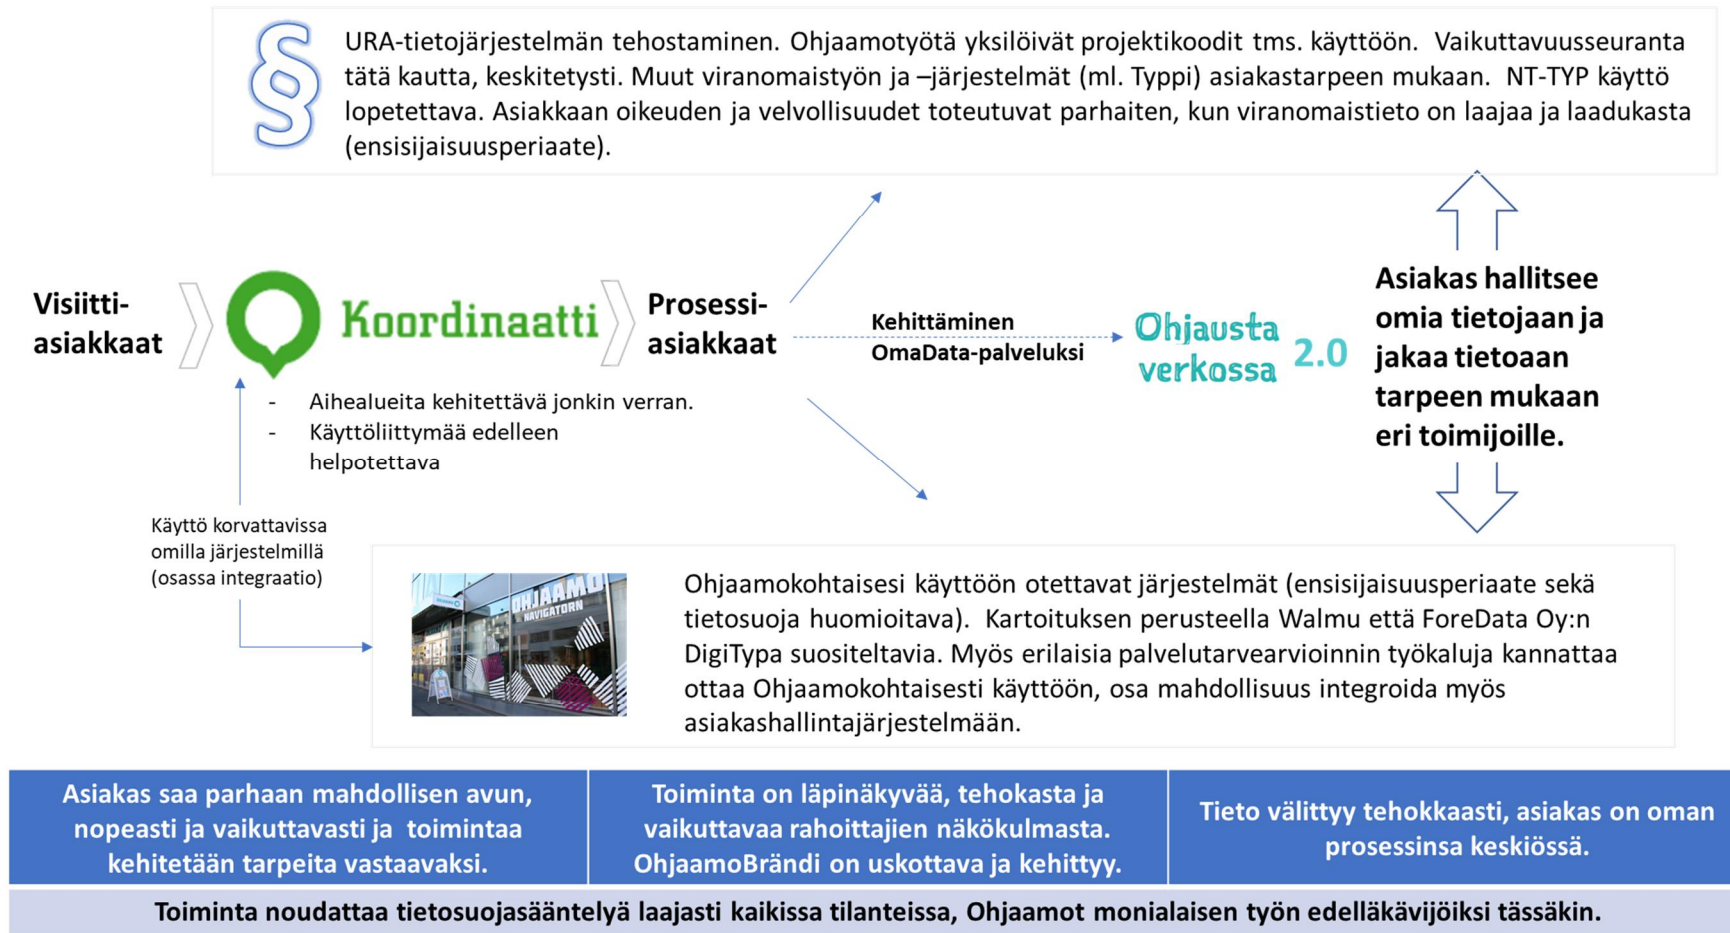 §
URA-tietojärjestelmän tehostaminen. Ohjaamotyötä yksilöivät projektikoodit tms. käyttöön. Vaikuttavuusseuranta
tätä kautta, keskitetysti. Muut viranomaistyön ja –järjestelmät (ml. Typpi) asiakastarpeen mukaan. NT-TYP käyttö
lopetettava. Asiakkaan oikeuden ja velvollisuudet toteutuvat parhaiten, kun viranomaistieto on laajaa ja laadukasta
(ensisijaisuusperiaate).
Visiitti-
asiakkaat
Koordinaatti
Prosessi-
asiakkaat
Kehittäminen
OmaData-palveluksi
Ohjausta
verkossa 2.0
Asiakas hallitsee
omia tietojaan ja
jakaa tietoaan
tarpeen mukaan
eri toimijoille.
- Aihealueita kehitettävä jonkin verran.
- Käyttöliittymää edelleen
helpotettava
Käyttö korvattavissa
omilla järjestelmillä
(osassa integraatio)
OHJAAMO
NAVIGATORN
Ohjaamokohtaisesi käyttöön otettavat järjestelmät (ensisijaisuusperiaate sekä
tietosuoja huomioitava). Kartoituksen perusteella Walmu että ForeData Oy:n
DigiTypa suositeltavia. Myös erilaisia palvelutarvearvioinnin työkaluja kannattaa
ottaa Ohjaamokohtaisesti käyttöön, osa mahdollisuus integroida myös
asiakashallintajärjestelmään.
Asiakas saa parhaan mahdollisen avun,
nopeasti ja vaikuttavasti ja toimintaa
kehitetään tarpeita vastaavaksi.
Toiminta on läpinäkyvää, tehokasta ja
vaikuttavaa rahoittajien näkökulmasta.
OhjaamoBrändi on uskottava ja kehittyy.
Tieto välittyy tehokkaasti, asiakas on oman
prosessinsa keskiössä.
Toiminta noudattaa tietosuojasääntelyä laajasti kaikissa tilanteissa, Ohjaamot monialaisen työn edelläkävijöiksi tässäkin.